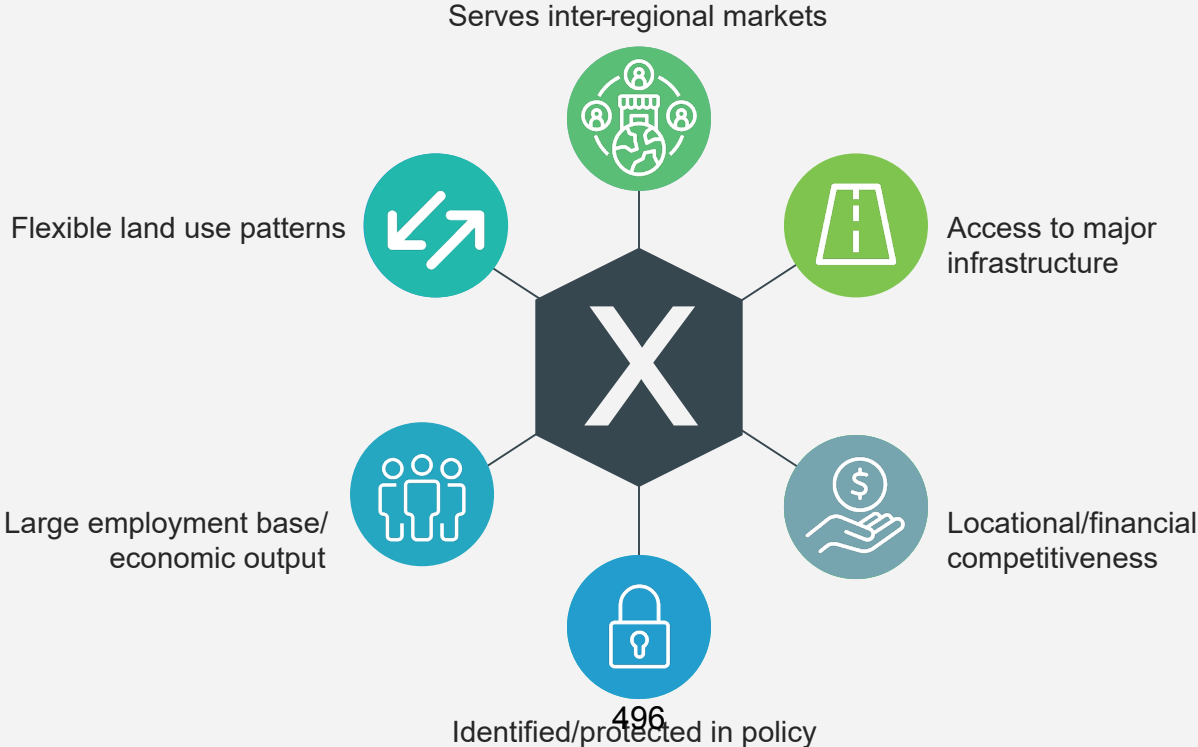 Serves inter-regional markets
Flexible land use patterns
Access to major
infrastructure
X
Large employment base/
economic output
$
Locational/financial
competitiveness
496
Identified/protected in policy